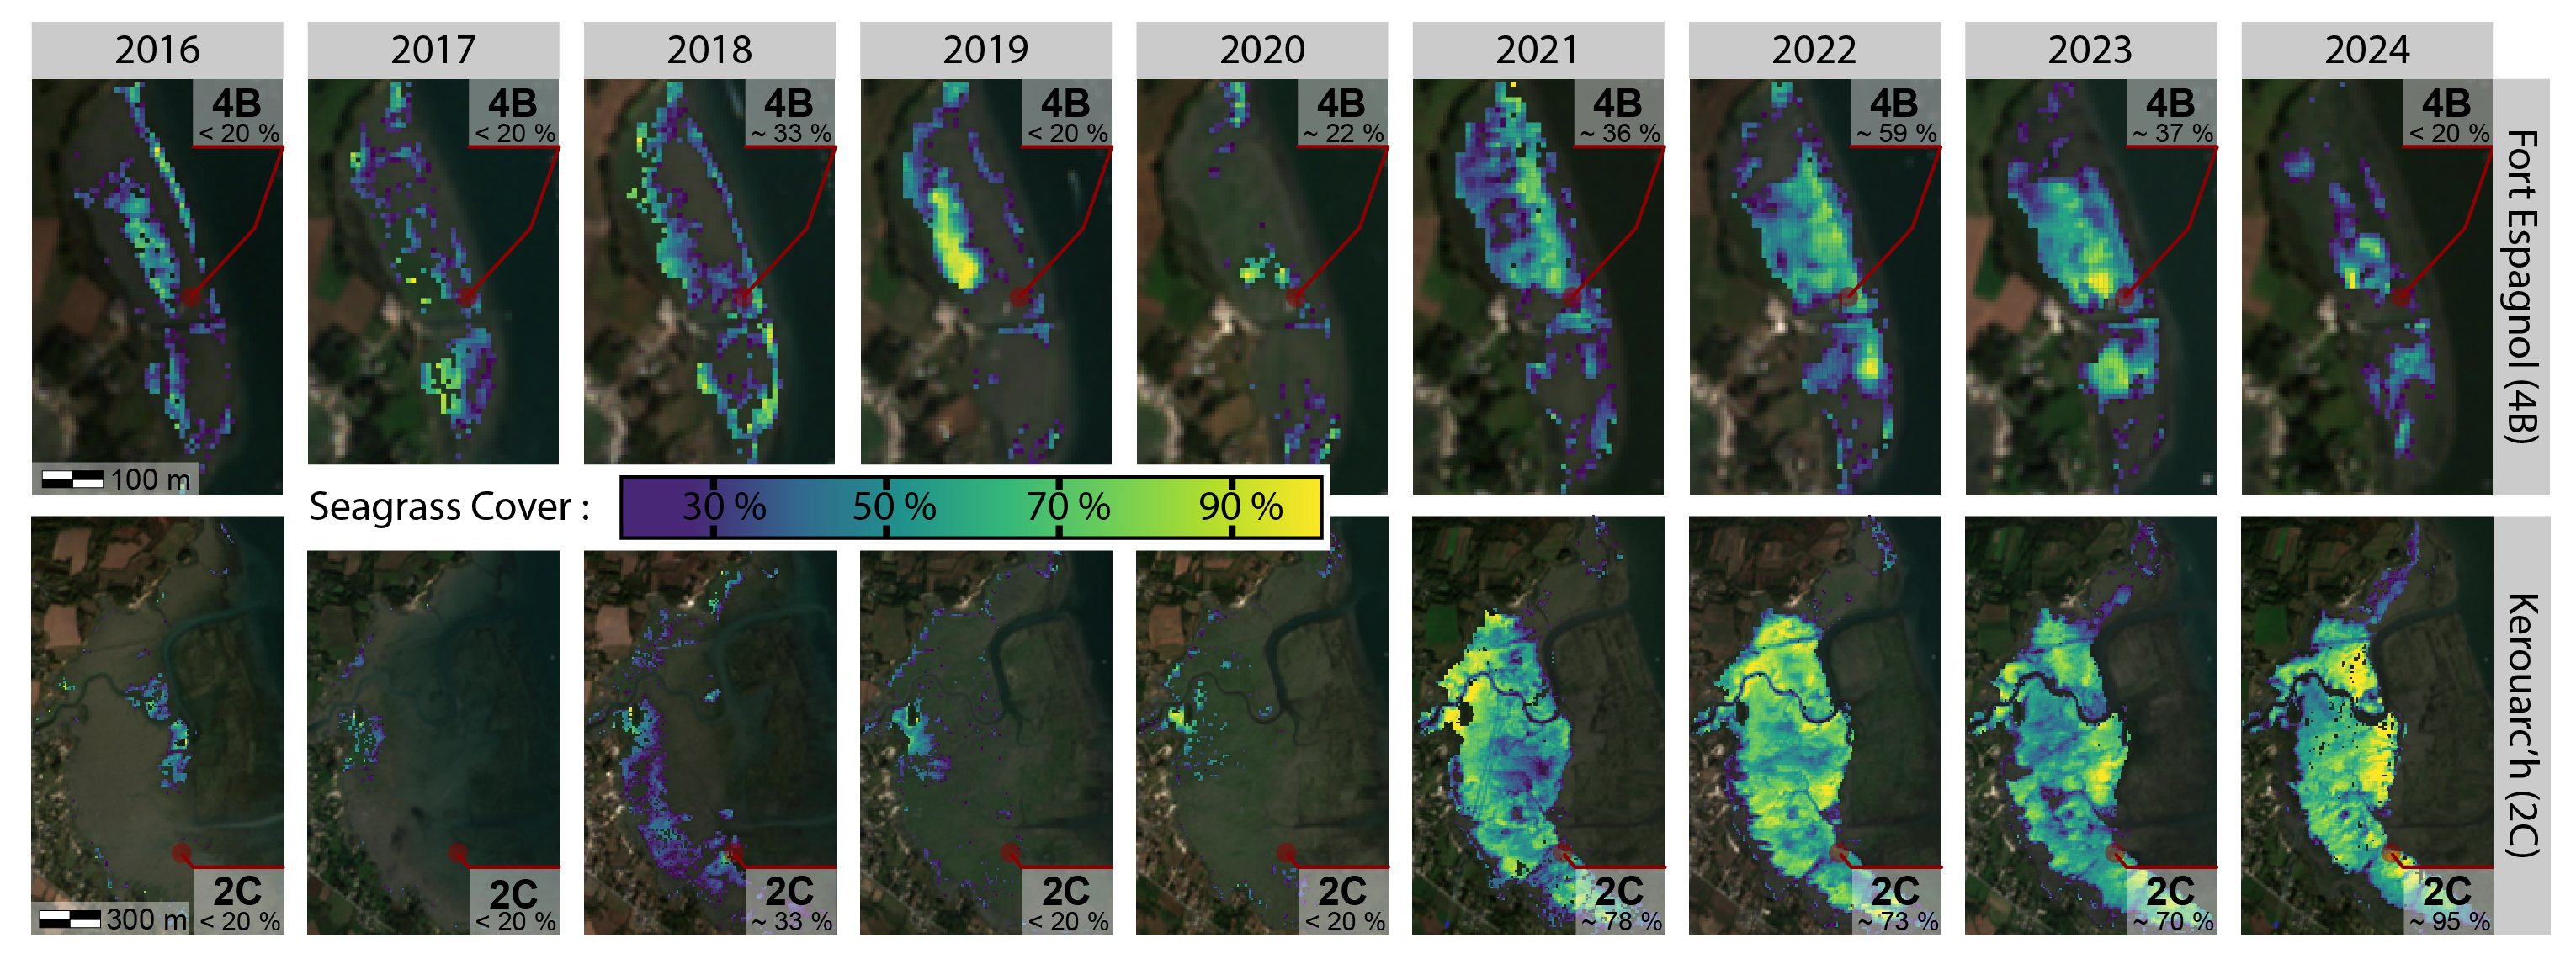 2016
2017
2018
2019
2020
2021
2022
2023
2024
4B
< 20 %
4B
< 20 %
4B
~ 33 %
4B
< 20 %
4B
~ 22 %
4B
~ 36 %
4B
~ 59 %
4B
~ 37 %
4B
< 20 %
Fort Espagnol (4B)
100 m
Seagrass Cover :
30 %
50 %
70 %
90 %
2C
< 20 %
2C
< 20 %
2C
~ 33 %
2C
< 20 %
2C
< 20 %
2C
~ 78 %
2C
~ 73 %
2C
~ 70 %
2C
~ 95 %
Kerouarc’h (2C)
300 m